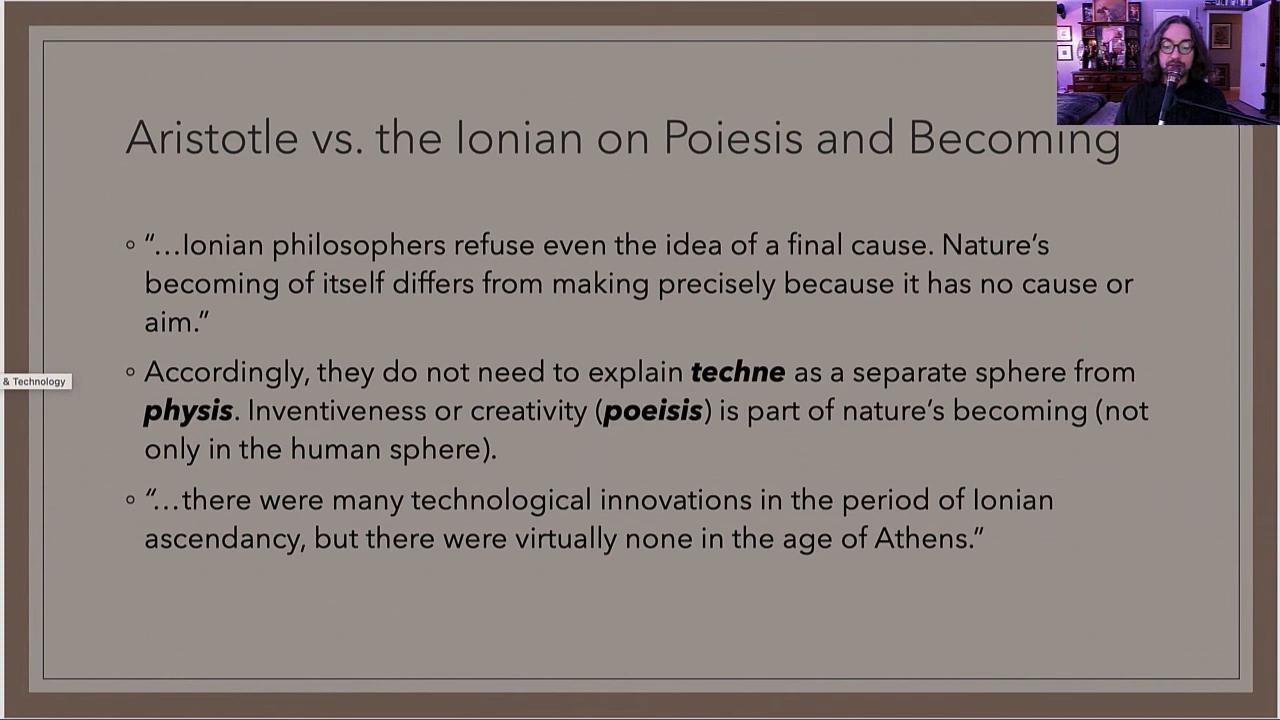 Aristotle vs. the Ionian on Poiesis and Becoming
◦ “…Ionian philosophers refuse even the idea of a final cause. Nature’s
becoming of itself differs from making precisely because it has no cause or
aim.”
◦ Accordingly, they do not need to explain techne as a separate sphere from
& Technology
physis. Inventiveness or creativity (poeisis) is part of nature’s becoming (not
only in the human sphere).
◦ “…there were many technological innovations in the period of Ionian
ascendancy, but there were virtually none in the age of Athens.”